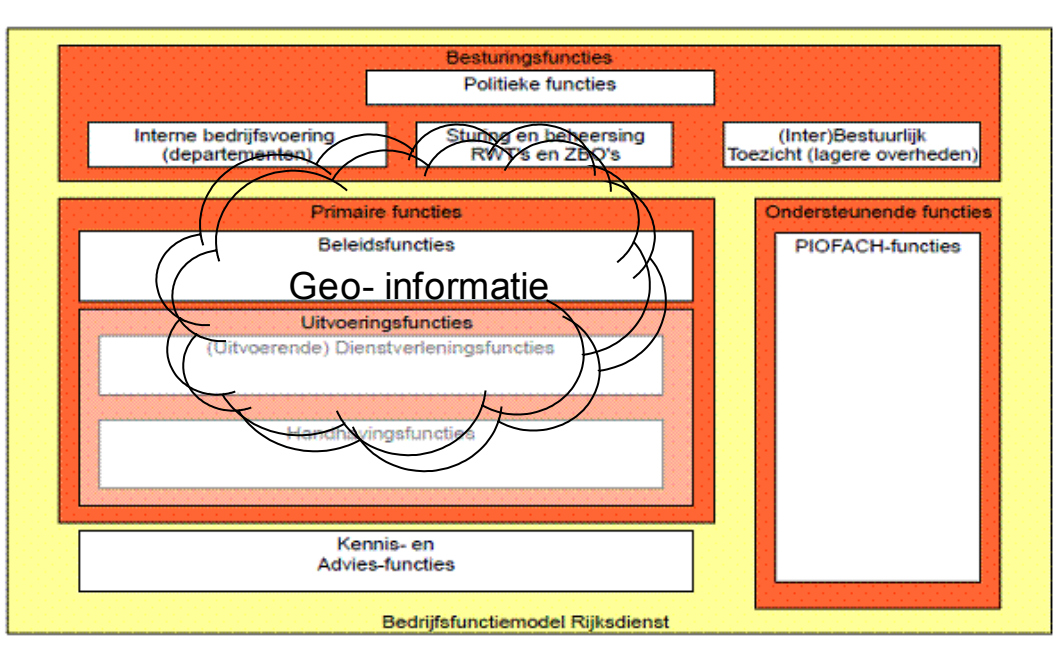 Besturingsfuncties
Politieke functies
Interne bedrijfsvoering
(departementen)
Sturing en beheersing
RWT's en ZBO's
(Inter)Bestuurlijk
Toezicht (lagere overheden)
Primaire functies
Beleidsfuncties
Geo- informatie
Uitvoeringsfuncties
(Uitvoerende) Dienstverleningsfuncties
Handhavingsfuncties
Kennis- en
Advies-functies
Ondersteunende functies
PIOFACH-functies
Bedrijfsfunctiemodel Rijksdienst